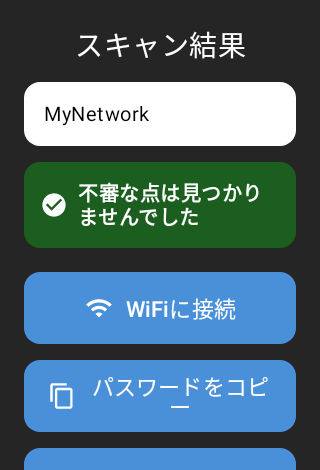 スキャン結果
MyNetwork
不審な点は見つかり
ませんでした
WiFiに接続
パスワードをコピ
ー